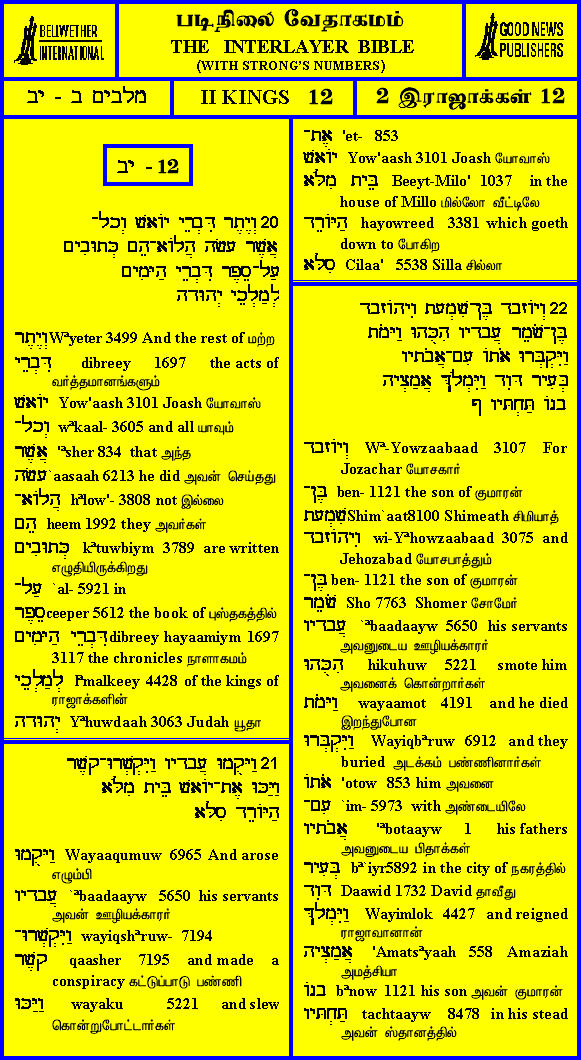 BELLWETHER
INTERNATIONAL
படிநிலை வேதாகமம்
THE INTERLAYER BIBLE
(WITH STRONG'S NUMBERS)
GOOD NEWS
PUBLISHERS
מלכים ב - יב
II KINGS 12
2 இராஜாக்கள் 12
יב - 12
20 וְיֶתֶר דִּבְרֵי יוֹאָשׁ וְכָל־
אֲשֶׁר עָשָׂה הֲלוֹא־הֵם כְּתוּבִים
עַל־סֵפֶר דִּבְרֵי הַיָּמִים
לְמַלְכֵי יְהוּדָה
וְיֶתֶר Wªyeter 3499 And the rest of மற்ற
דִּבְרֵי dibreey 1697 the acts of
வர்த்தமானங்களும்
יוֹאָשׁ Yow'aash 3101 Joash யோவாஸ்
וְכָל־ wªkaal- 3605 and all யாவும்
אֲשֶׁר 'ªsher 834 that அந்த
עָשָׂה `aasaah 6213 he did அவன் செய்தது
הֲלוֹא־ hªlow'- 3808 not இல்லை
הֵם heem 1992 they அவர்கள்
כְּתוּבִים kªtuwbiym 3789 are written
எழுதியிருக்கிறது
עַל־ `al- 5921 in
סֵפֶר ceeper 5612 the book of புஸ்தகத்தில்
דִּבְרֵי הַיָּמִים dibreey hayaamiym 1697
3117 the chronicles நாளாகமம்
לְמַלְכֵי lªmalkeey 4428 of the kings of
ராஜாக்களின்
יְהוּדָה Yªhuwdaah 3063 Judah யூதா
21 וַיָּקֻמוּ עֲבָדָיו וַיִּקְשְׁרוּ־קָשֶׁר
וַיַּכּוּ אֶת־יוֹאָשׁ בֵּית מִלֹּא
הַיּוֹרֵד סִלָּא
וַיָּקֻמוּ Wayaaqumuw 6965 And arose
எழும்பி
עֲבָדָיו `ªbaadaayw 5650 his servants
அவன் ஊழியக்காரர்
וַיִּקְשְׁרוּ־ wayiqshªruw- 7194
קָשֶׁר qaasher 7195 and made a
conspiracy கட்டுப்பாடு பண்ணி
וַיַּכּוּ wayaku 5221 and slew
கொன்றுபோட்டார்கள்
אֶת־ 'et- 853
יוֹאָשׁ Yow'aash 3101 Joash யோவாஸ்
בֵּית מִלֹּא Beeyt-Milo' 1037 in the
house of Millo மில்லோ வீட்டிலே
הַיּוֹרֵד hayowreed 3381 which goeth
down to போகிற
סִלָּא Cilaa' 5538 Silla சில்லா
22 וְיוֹזָבָד בֶּן־שִׁמְעָת וִיהוֹזָבָד
בֶּן־שֹׁמֵר עֲבָדָיו הִכֻּהוּ וַיָּמֹת
וַיִּקְבְּרוּ אֹתוֹ עִם־אֲבֹתָיו
בְּעִיר דָּוִד וַיִּמְלֹךְ אֲמַצְיָה
בְנוֹ תַּחְתָּיו ף
וְיוֹזָבָד Wª-Yowzaabaad 3107 For
Jozachar யோசகார்
בֶּן־ ben- 1121 the son of குமாரன்
שִׁמְעָת Shim`aat8100 Shimeath சிமியாத்
וִיהוֹזָבָד wi-Yªhowzaabaad 3075 and
Jehozabad யோசபாத்தும்
בֶּן־ ben- 1121 the son of குமாரன்
שֹׁמֵר Sho 7763 Shomer சோமேர்
עֲבָדָיו `ªbaadaayw 5650 his servants
அவனுடைய ஊழியக்காரர்
הִכֻּהוּ hikuhuw 5221 smote him
அவனைக் கொன்றார்கள்
וַיָּמֹת wayaamot 4191 and he died
இறந்துபோன
וַיִּקְבְּרוּ Wayiqbªruw 6912 and they
buried அடக்கம் பண்ணினார்கள்
אֹתוֹ 'otow 853 him அவனை
עִם־ `im- 5973 with அண்டையிலே
אֲבֹתָיו 'ªbotaayw 1 his fathers
அவனுடைய பிதாக்கள்
בְּעִיר bª`iyr5892 in the city of நகரத்தில்
דָּוִד Daawid 1732 David தாவீது
וַיִּמְלֹךְ Wayimlok 4427 and reigned
ராஜாவானான்
אֲמַצְיָה 'Amatsªyaah 558 Amaziah
அமத்சியா
בְנוֹ bªnow 1121 his son அவன் குமாரன்
תַּחְתָּיו tachtaayw 8478 in his stead
அவன் ஸ்தானத்தில்